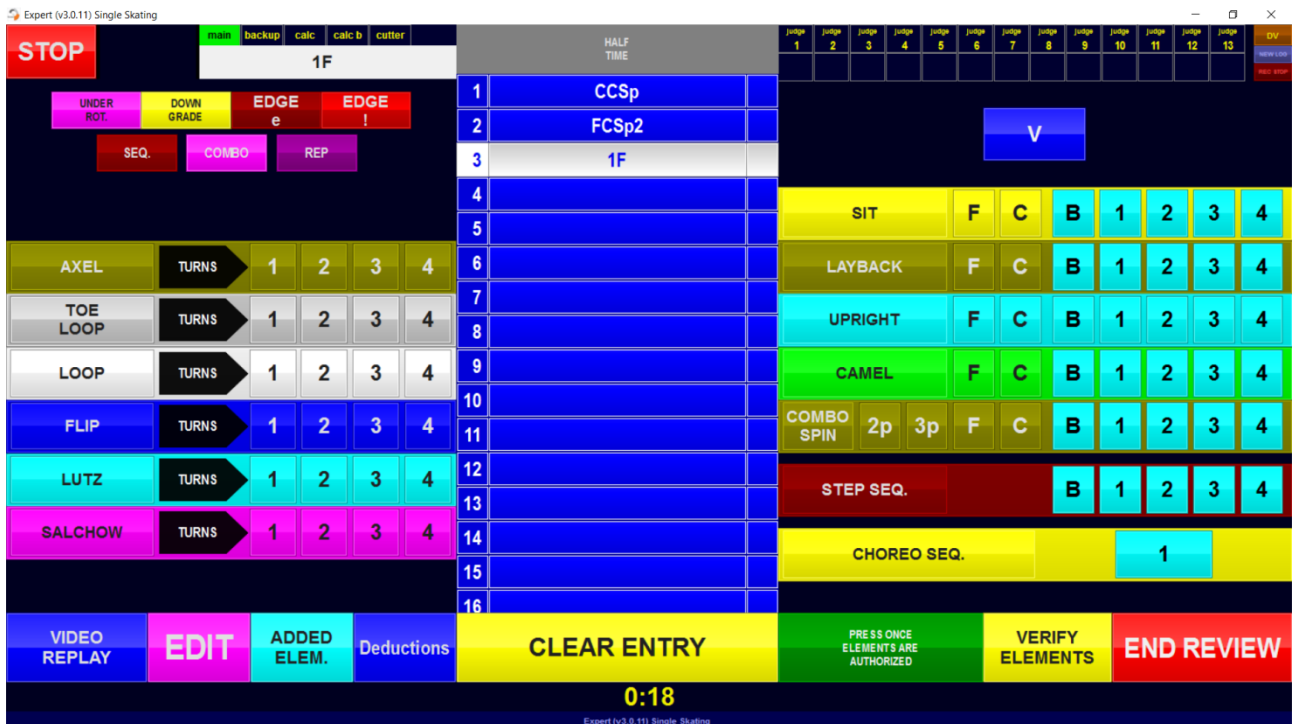 Expert (v3.0.11) Single Skating
STOP
main backup calc calc b cutter
1F
HALF
TIME
judge judge judge judge judge judge judge judge judge judge judge judge judge
1 2 3 4 5 6 7 8 9 10 11 12 13
DV
NEW LOG
REC STOP
UNDER
ROT.
DOWN
GRADE
EDGE
e
EDGE
!
SEQ. COMBO REP
1 CCSp
2 FCSp2
3 1F
4
5
6
7
8
9
10
11
12
13
14
15
16
V
AXEL TURNS 1 2 3 4
TOE
LOOP
TURNS 1 2 3 4
LOOP TURNS 1 2 3 4
FLIP TURNS 1 2 3 4
LUTZ TURNS 1 2 3 4
SALCHOW TURNS 1 2 3 4
SIT F C B 1 2 3 4
LAYBACK F C B 1 2 3 4
UPRIGHT F C B 1 2 3 4
CAMEL F C B 1 2 3 4
COMBO
SPIN
2p 3p F C B 1 2 3 4
STEP SEQ. B 1 2 3 4
CHOREO SEQ. 1
VIDEO
REPLAY
EDIT
ADDED
ELEM.
Deductions
CLEAR ENTRY
PRESS ONCE
ELEMENTS ARE
AUTHORIZED
VERIFY
ELEMENTS
END REVIEW
0:18
Expert (v3.0.11) Single Skating